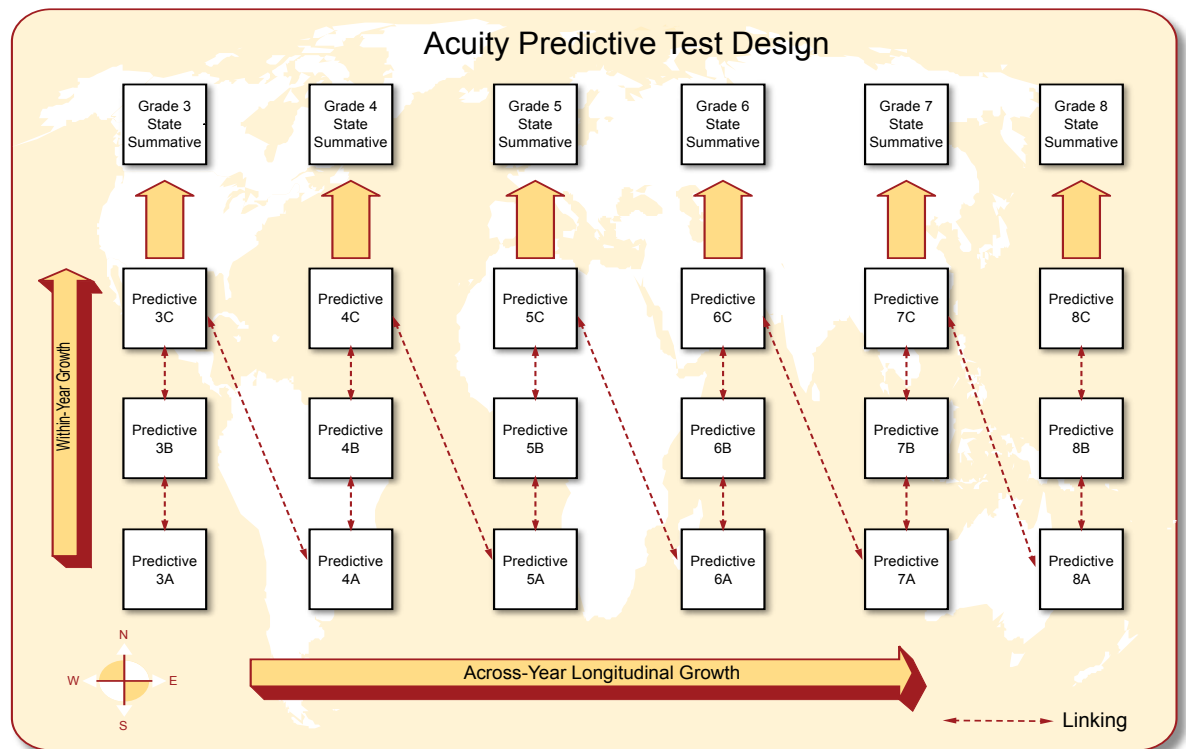 Acuity Predictive Test Design
Grade 3
State
Summative
Grade 4
State
Summative
Grade 5
State
Summative
Grade 6
State
Summative
Grade 7
State
Summative
Grade 8
State
Summative
Within-Year Growth
Predictive
3C
Predictive
4C
Predictive
5C
Predictive
6C
Predictive
7C
Predictive
8C
Predictive
3B
Predictive
4B
Predictive
5B
Predictive
6B
Predictive
7B
Predictive
8B
Predictive
3A
Predictive
4A
Predictive
5A
Predictive
6A
Predictive
7A
Predictive
8A
N
W
E
S
Across-Year Longitudinal Growth
Linking